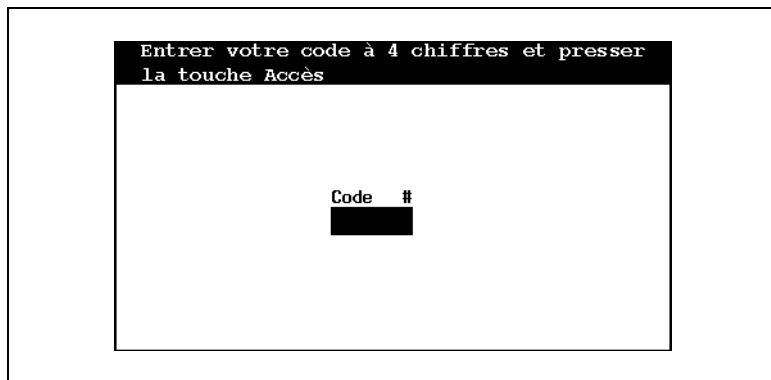 Entrer votre code à 4 chiffres et presser
la touche Accès
Code #